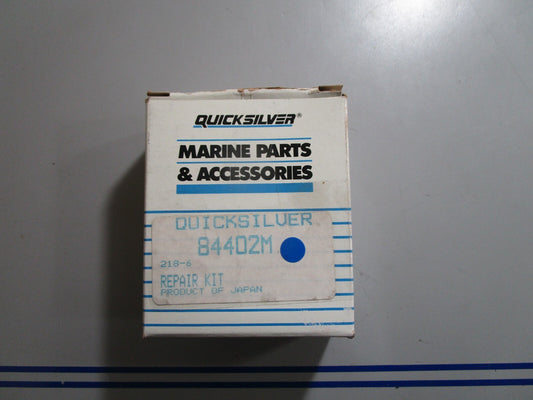 QUICKSILVER®
MARINE PARTS
& ACCESSORIES
QUICKSILVER
84402M
218-6
REPAIR KIT
PRODUCT OF JAPAN